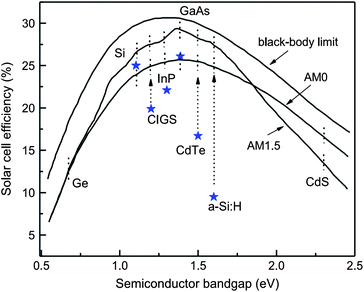 GaAs
Si
black-body limit
InP
AM0
CIGS
CdTe
Ge
AM1.5
CdS
a-Si:H
Solar cell efficiency (%)
30
25
20
15
10
5
0
0.5
1.0
1.5
2.0
2.5
Semiconductor bandgap (eV)